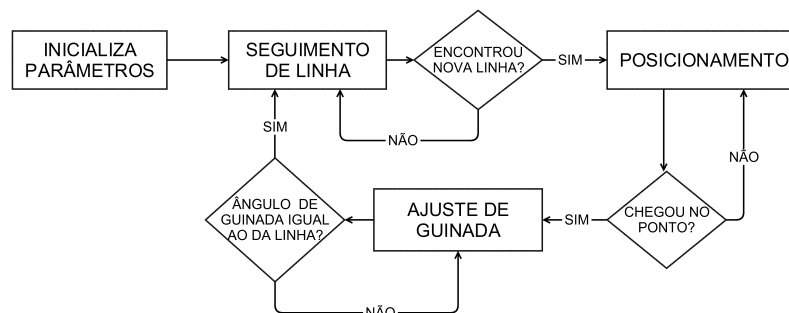 INICIALIZA
PARÂMETROS
SEGUIMENTO
DE LINHA
ENCONTROU
NOVA LINHA?
SIM
POSICIONAMENTO
NÃO
SIM
NÃO
CHEGOU NO
PONTO?
SIM
AJUSTE DE
GUINADA
ÂNGULO DE
GUINADA IGUAL
AO DA LINHA?
NÃO